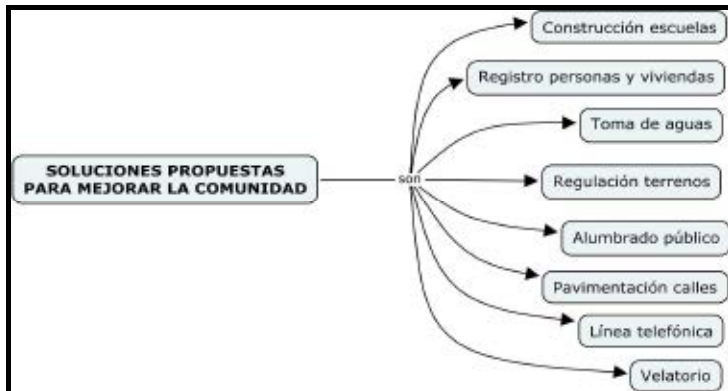 SOLUCIONES PROPUESTAS
PARA MEJORAR LA COMUNIDAD
son
Construcción escuelas
Registro personas y viviendas
Toma de aguas
Regulación terrenos
Alumbrado público
Pavimentación calles
Línea telefónica
Velatorio